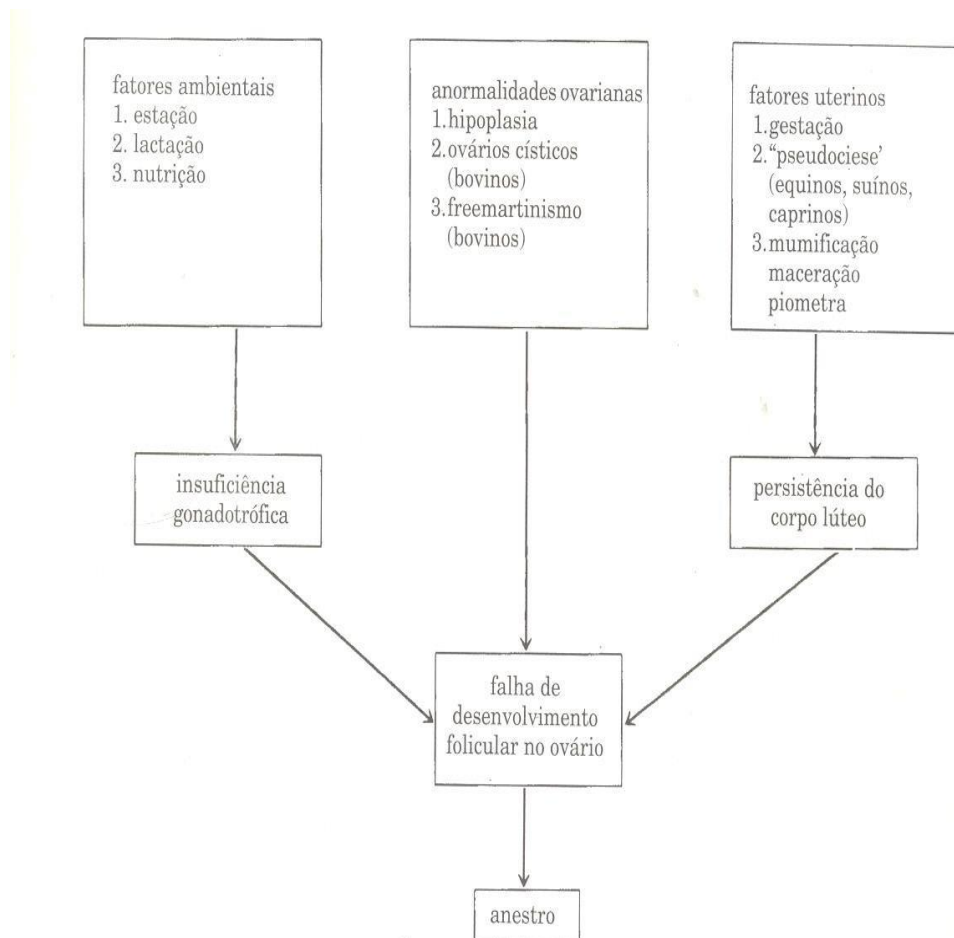 fatores ambientais
1. estação
2. lactação
3. nutrição
anormalidades ovarianas
1.hipoplasia
2.ovários císticos
(bovinos)
3.freemartinismo
(bovinos)
fatores uterinos
1.gestação
2.“pseudociese’
(equinos, suínos,
caprinos)
3.mumificação
maceração
piometra
insuficiência
gonadotrófica
persistência do
corpo lúteo
falha de
desenvolvimento
folicular no ovário
anestro